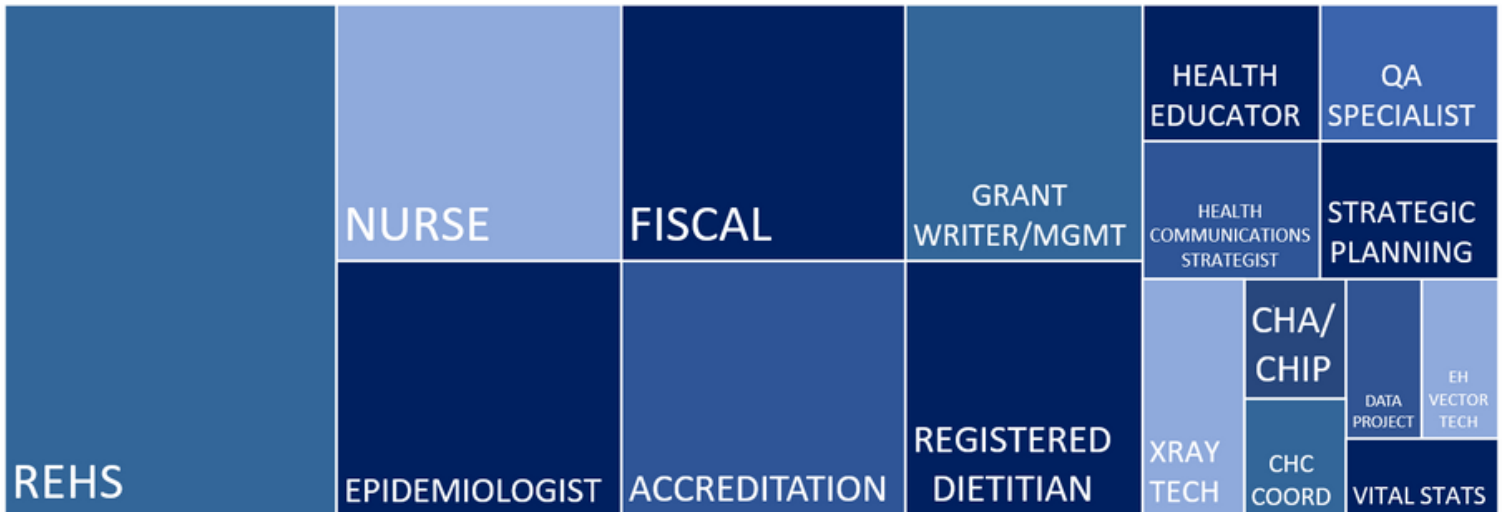 REHS
NURSE
EPIDEMIOLOGIST
FISCAL
ACCREDITATION
GRANT
WRITER/MGMT
REGISTERED
DIETITIAN
HEALTH
EDUCATOR
QA
SPECIALIST
HEALTH
COMMUNICATIONS
STRATEGIST
STRATEGIC
PLANNING
XRAY
TECH
CHA/
CHIP
CHC
COORD
DATA
PROJECT
EH
VECTOR
TECH
VITAL STATS